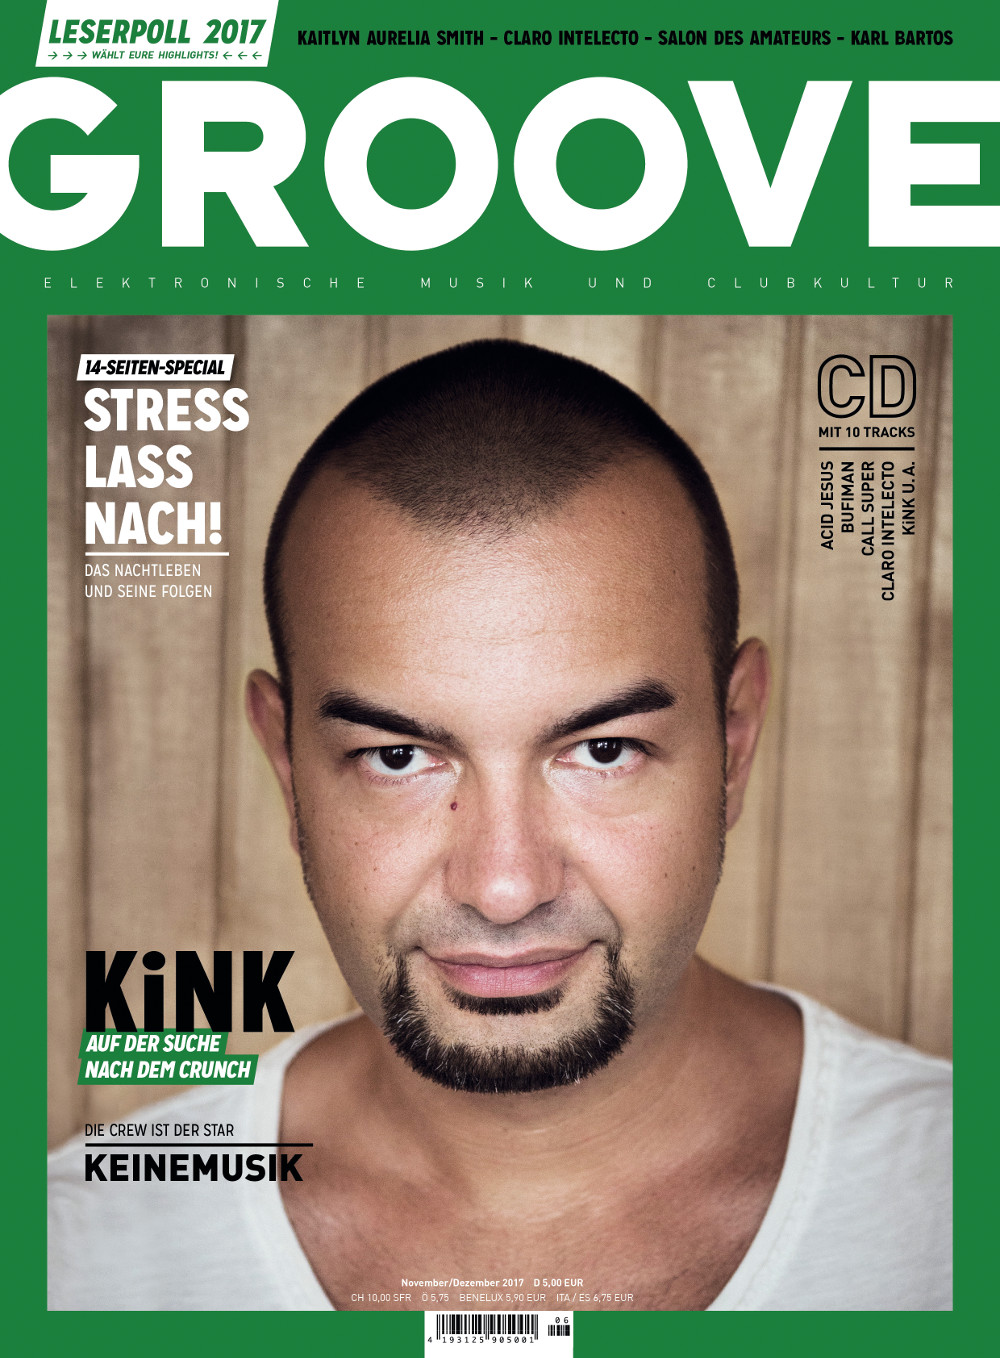 LESERPOLL 2017
→ → → WÄHLT EURE HIGHLIGHTS! ← ← ←
KAITLYN AURELIA SMITH – CLARO INTELECTO – SALON DES AMATEURS – KARL BARTOS
GROOVE
ELEKTRONISCHE MUSIK UND CLUBKULTUR
14-SEITEN-SPECIAL
STRESS
LASS
NACH!
DAS NACHTLEBEN
UND SEINE FOLGEN
CD
MIT 10 TRACKS
ACID JESUS
BUFIMAN
CALL SUPER
CLARO INTELECTO
KiNK U.A.
KiNK
AUF DER SUCHE
NACH DEM CRUNCH
DIE CREW IST DER STAR
KEINEMUSIK
November/Dezember 2017 D 5,00 EUR
CH 10,00 SFR Ö 5,75 BENELUX 5,90 EUR ITA / ES 6,75 EUR
06
4 193125 905001